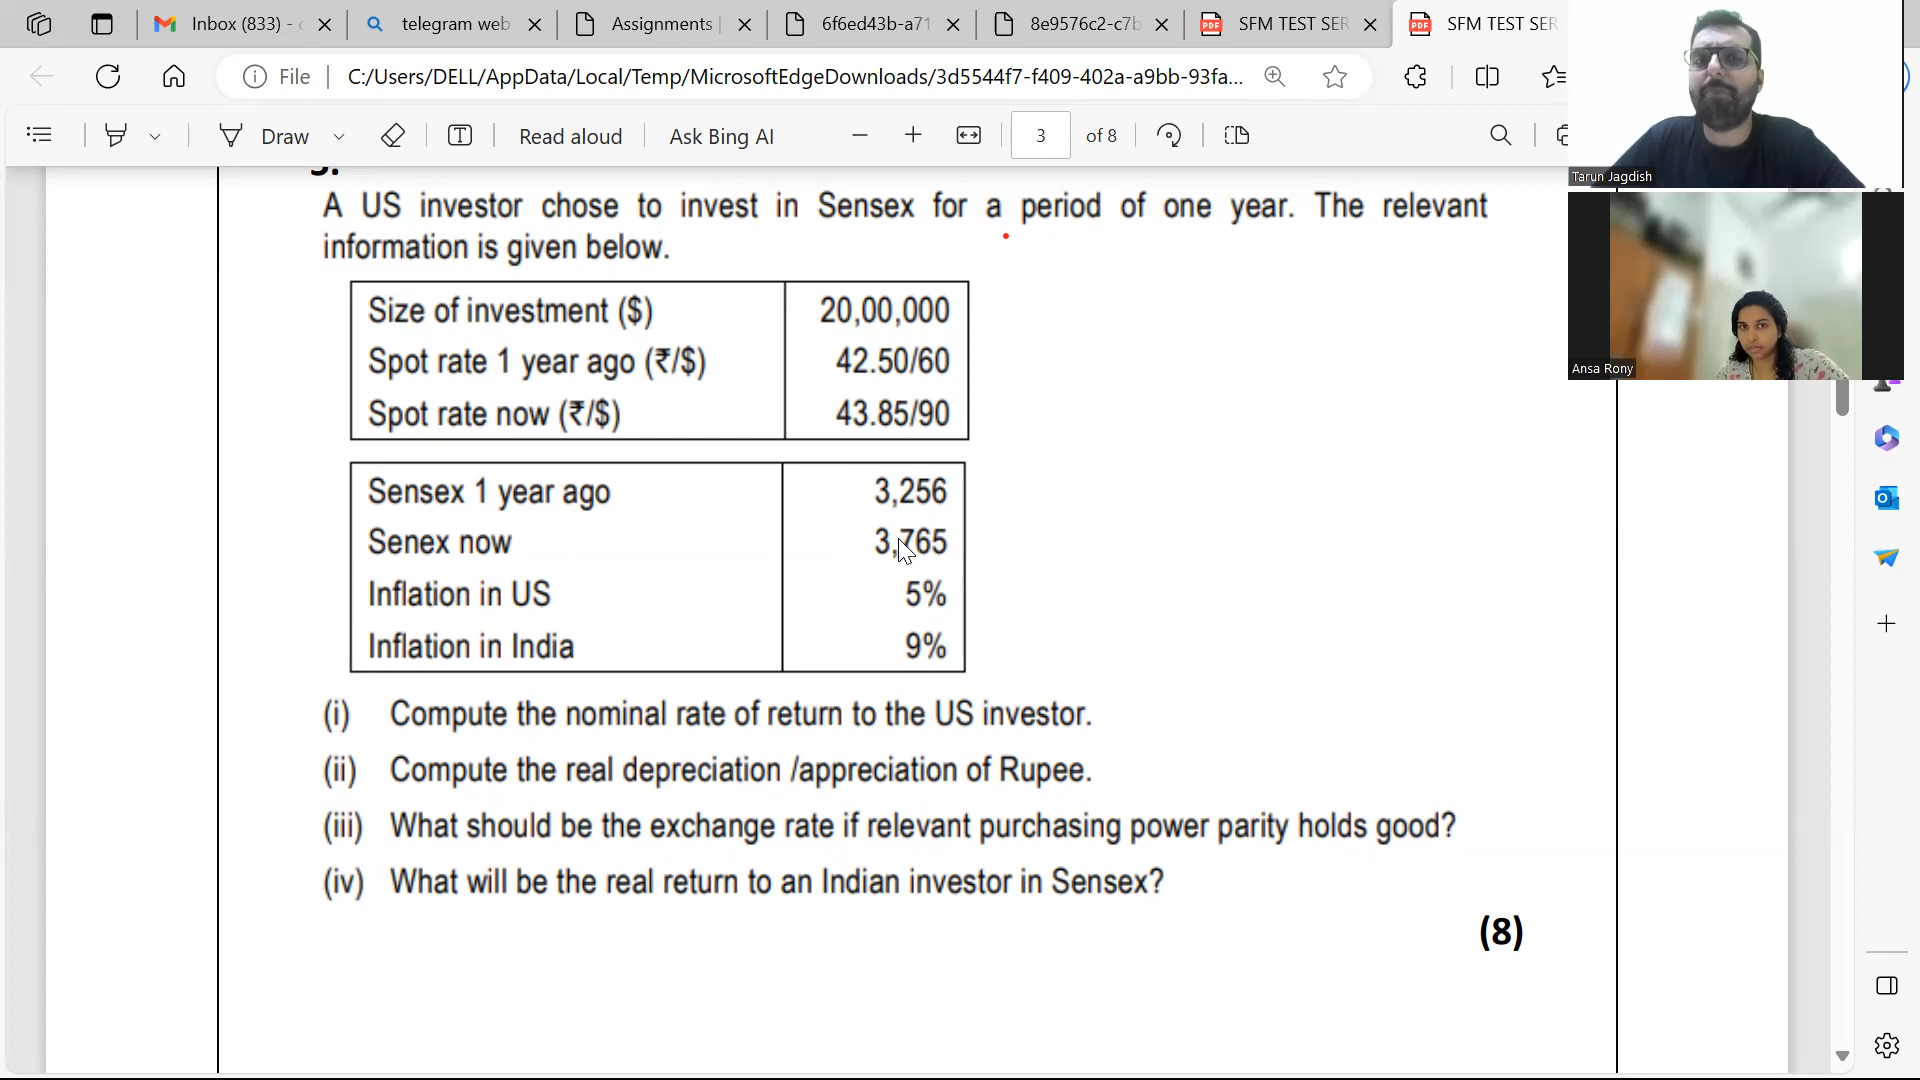 Inbox (833) -
telegram web
Assignments
6f6ed43b-a71
8e9576c2-c7b
SFM TEST SER
SFM TEST SER
File
C:/Users/DELL/AppData/Local/Temp/MicrosoftEdgeDownloads/3d5544f7-f409-402a-a9bb-93fa...
Draw
Read aloud
Ask Bing AI
3
of 8
Tarun Jagdish
Ansa Rony
A US investor chose to invest in Sensex for a period of one year. The relevant
information is given below.
Size of investment ($) 20,00,000
Spot rate 1 year ago (₹/$) 42.50/60
Spot rate now (₹/$) 43.85/90
Sensex 1 year ago 3,256
Senex now 3,765
Inflation in US 5%
Inflation in India 9%
(i) Compute the nominal rate of return to the US investor.
(ii) Compute the real depreciation /appreciation of Rupee.
(iii) What should be the exchange rate if relevant purchasing power parity holds good?
(iv) What will be the real return to an Indian investor in Sensex?
(8)